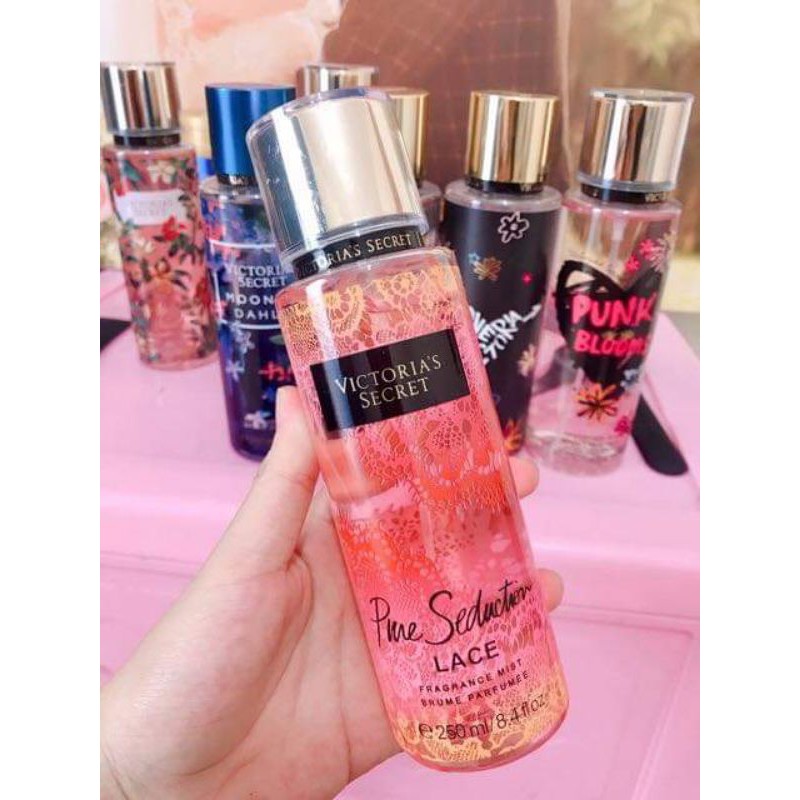 VICTORIA'S SECRET
VICTORIA'S
SECRET
Pure Seduction
LACE
FRAGRANCE MIST
BRUME PARFUMÉE
e 250 ml/8.4 fl oz
VICTORIA
SECRET
MOON
DAHL
VICTORIA'S
SECRET
PUNK
BLOOM